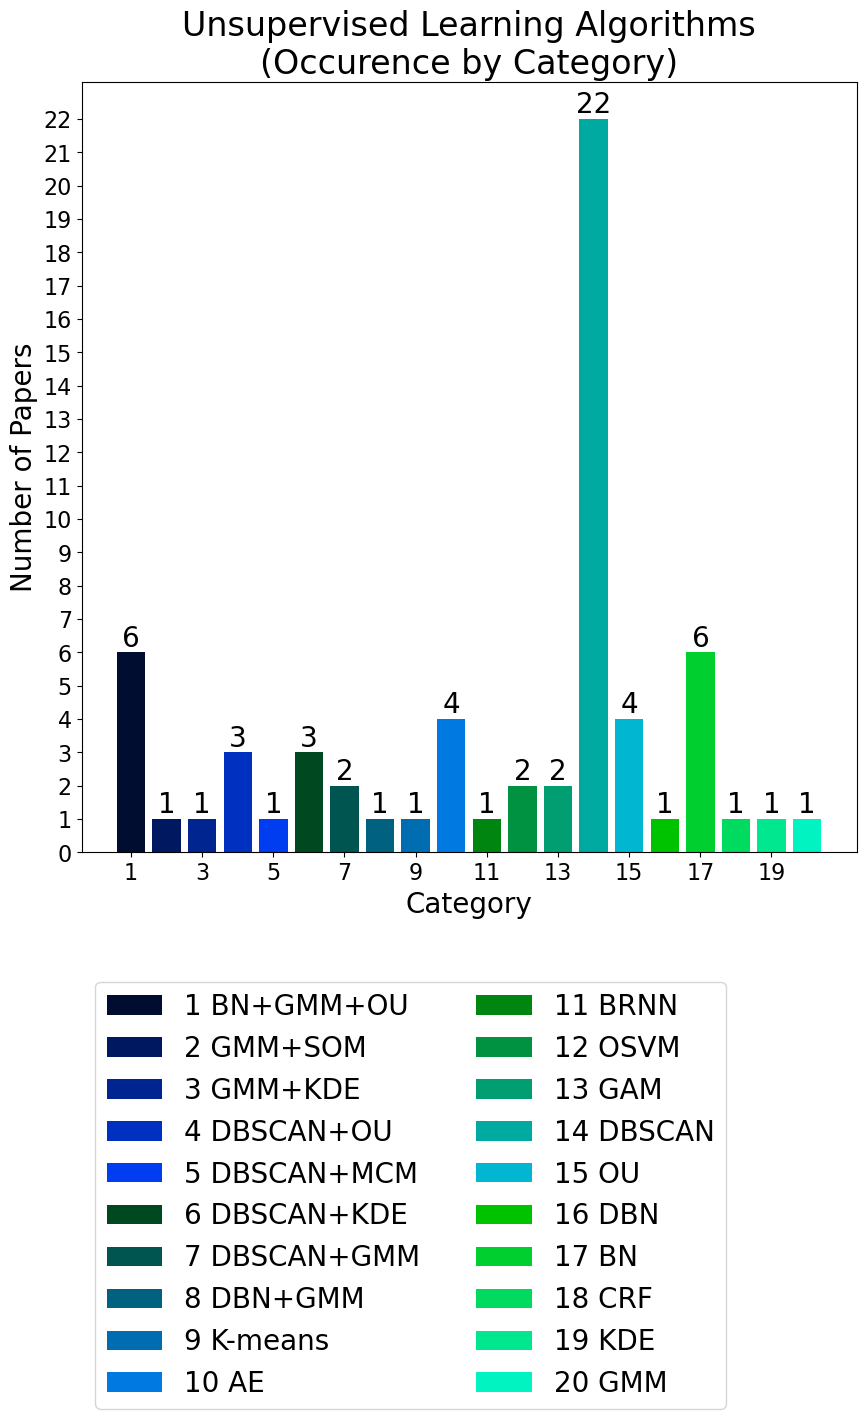 Unsupervised Learning Algorithms
(Occurence by Category)
Number of Papers
22
21
20
19
18
17
16
15
14
13
12
11
10
9
8
7
6
5
4
3
2
1
0
6
1
1
3
1
3
2
1
1
4
1
2
2
22
4
1
6
1
1
1
1
3
5
7
9
11
13
15
17
19
Category
1 BN+GMM+OU
2 GMM+SOM
3 GMM+KDE
4 DBSCAN+OU
5 DBSCAN+MCM
6 DBSCAN+KDE
7 DBSCAN+GMM
8 DBN+GMM
9 K-means
10 AE
11 BRNN
12 OSVM
13 GAM
14 DBSCAN
15 OU
16 DBN
17 BN
18 CRF
19 KDE
20 GMM